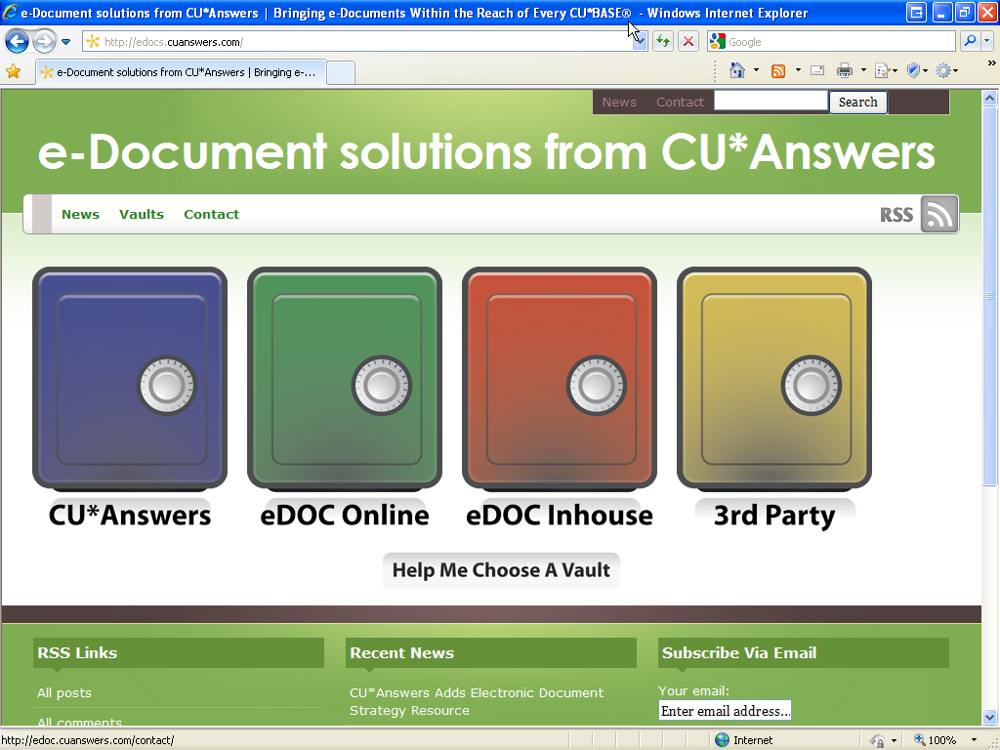 e-Document solutions from CU*Answers | Bringing e-Documents Within the Reach of Every CU*BASE® - Windows Internet Explorer
http://edocs.cuanswers.com/
Google
e-Document solutions from CU*Answers | Bringing e-...
News Contact Search
e-Document solutions from CU*Answers
News Vaults Contact RSS
CU*Answers eDOC Online eDOC Inhouse 3rd Party
Help Me Choose A Vault
RSS Links Recent News Subscribe Via Email
All posts
CU*Answers Adds Electronic Document
Strategy Resource
Your email:
Enter email address...
All comments
http://edoc.cuanswers.com/contact/ Internet 100%